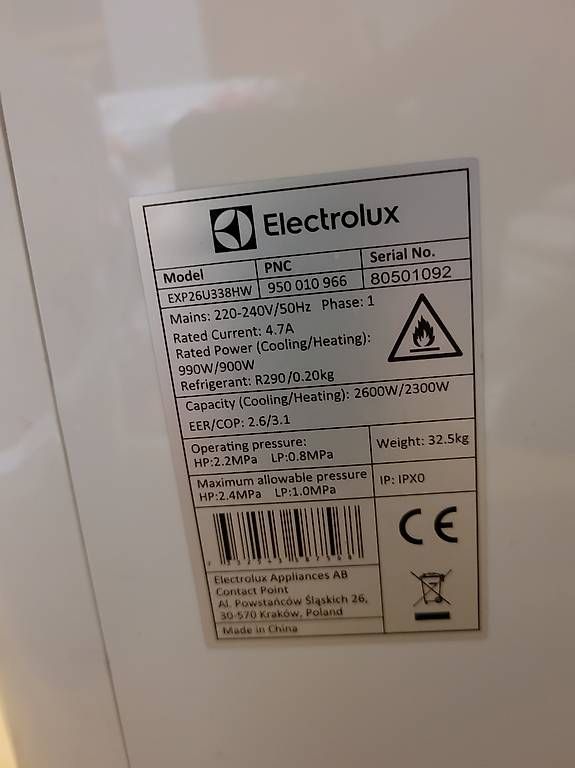 Electrolux
Model PNC Serial No.
EXP26U338HW 950 010 966 80501092
Mains: 220-240V/50Hz Phase: 1
Rated Current: 4.7A
Rated Power (Cooling/Heating):
990W/900W
Refrigerant: R290/0.20kg
Capacity (Cooling/Heating): 2600W/2300W
EER/COP: 2.6/3.1
Operating pressure:
HP:2.2MPa LP:0.8MPa
Weight: 32.5kg
Maximum allowable pressure
HP:2.4MPa LP:1.0MPa
IP: IPX0
CE
Electrolux Appliances AB
Contact Point
Al. Powstańców Śląskich 26,
30-570 Kraków, Poland
Made in China